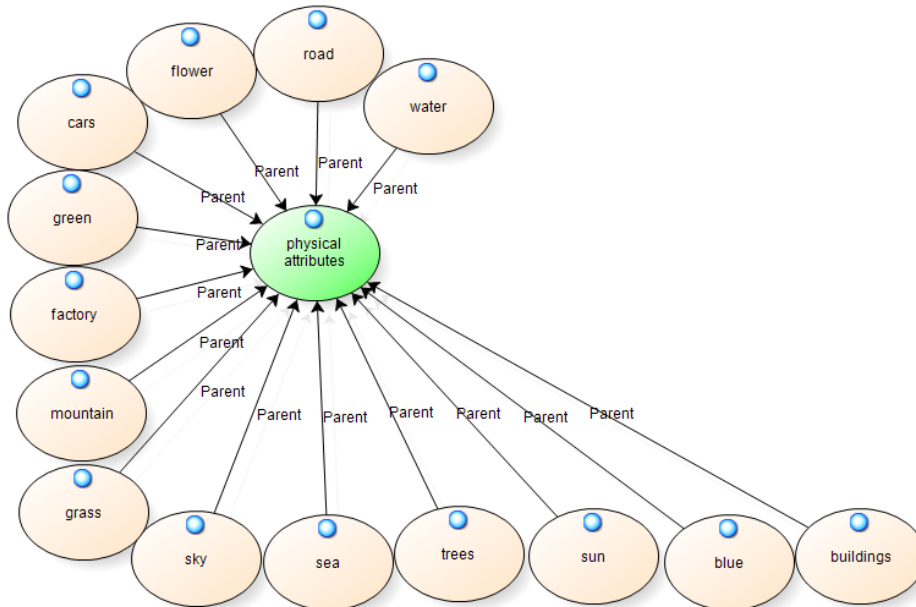 road
flower
water
cars
Parent
Parent
Parent
Parent
Parent
green
physical
attributes
Parent
factory
Parent
mountain
Parent
Parent
Parent
Parent
Parent
Parent
Parent
grass
sky
sea
trees
sun
blue
buildings